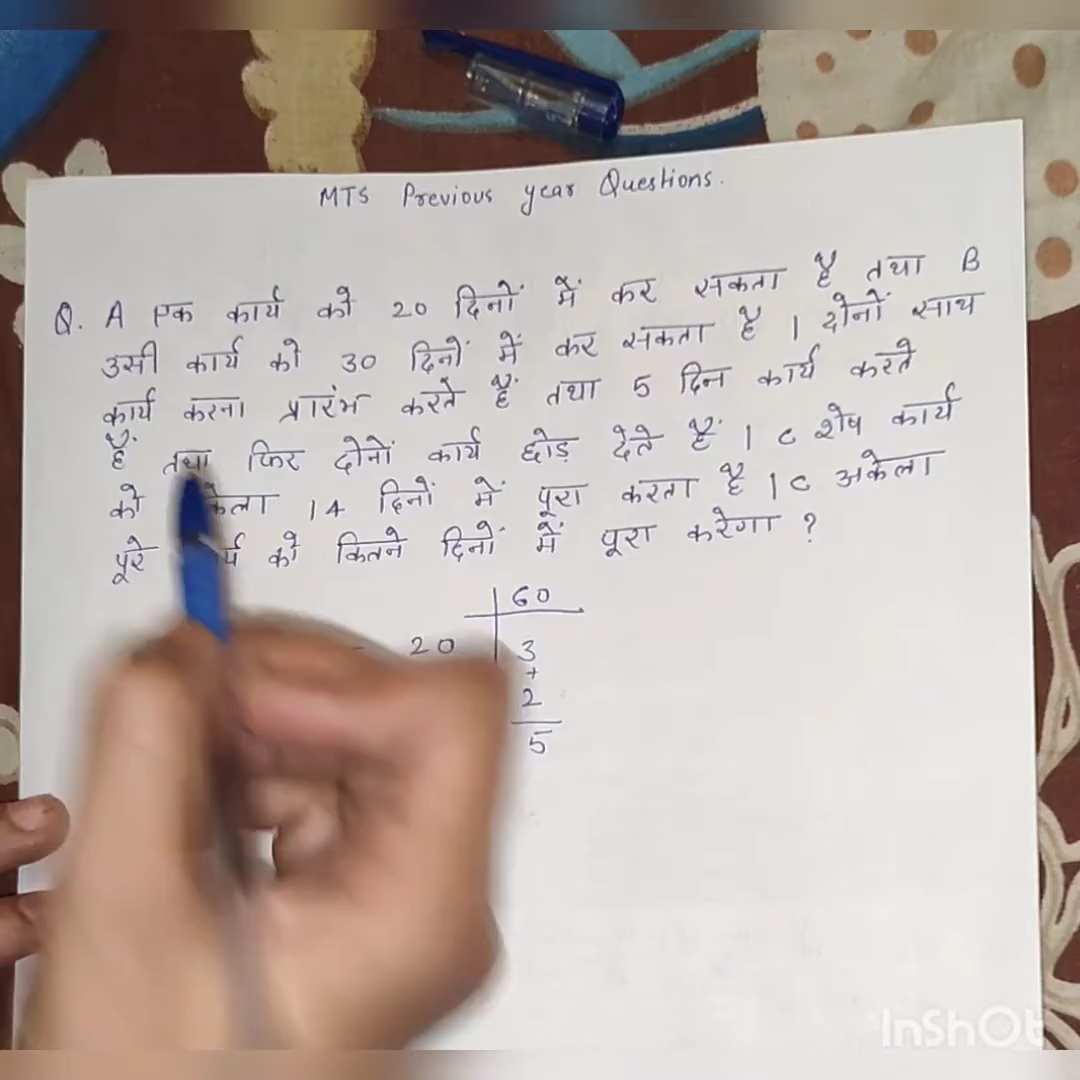 MTS Previous year Questions.
Q. A एक कार्य को 20 दिनों में कर सकता है तथा B
उसी कार्य को 30 दिनों में कर सकता है । दोनों साथ
कार्य करना प्रारंभ करते हैं तथा 5 दिन कार्य करते
हैं तथा फिर दोनों कार्य छोड़ देते हैं । C शेष कार्य
को 14 दिनों में पूरा करता है । C अकेला
पूरे को कितने दिनों में पूरा करेगा ?
60
20 3
+
2
5
InShOt